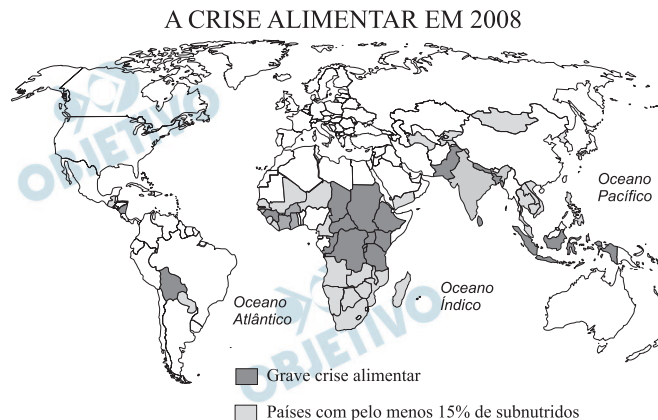 A CRISE ALIMENTAR EM 2008
OBJETIVO
Oceano
Pacífico
Oceano
Atlântico
Oceano
Índico
OBJETIVO
Grave crise alimentar
Países com pelo menos 15% de subnutridos